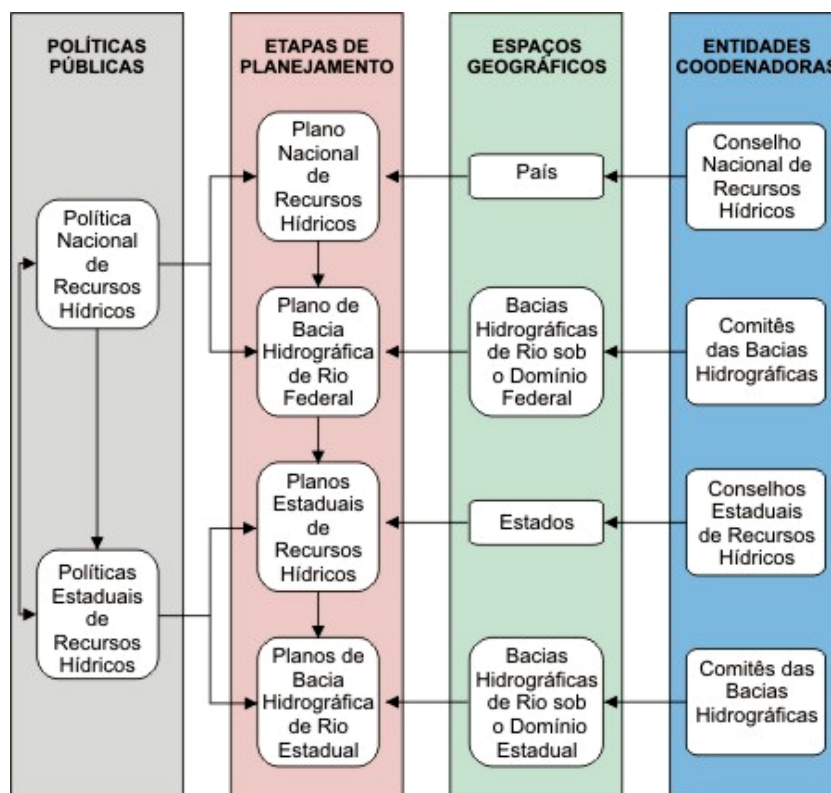 POLÍTICAS
PÚBLICAS
ETAPAS DE
PLANEJAMENTO
ESPAÇOS
GEOGRÁFICOS
ENTIDADES
COODENADORAS
Política
Nacional
de
Recursos
Hídricos
Políticas
Estaduais
de
Recursos
Hídricos
Plano
Nacional
de
Recursos
Hídricos
Plano de
Bacia
Hidrográfica
de Rio
Federal
Planos
Estaduais
de
Recursos
Hídricos
Planos de
Bacia
Hidrográfica
de Rio
Estadual
País
Bacias
Hidrográficas
de Rio sob
o Domínio
Federal
Estados
Bacias
Hidrográficas
de Rio sob
o Domínio
Estadual
Conselho
Nacional de
Recursos
Hídricos
Comitês
das Bacias
Hidrográficas
Conselhos
Estaduais
de Recursos
Hídricos
Comitês das
Bacias
Hidrográficas